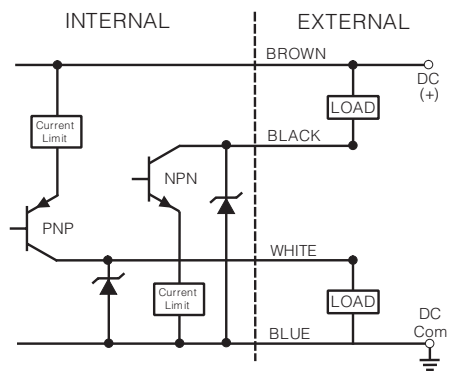 INTERNAL
EXTERNAL
BROWN
DC
(+)
LOAD
Current
Limit
BLACK
NPN
PNP
WHITE
Current
Limit
LOAD
DC
Com
BLUE